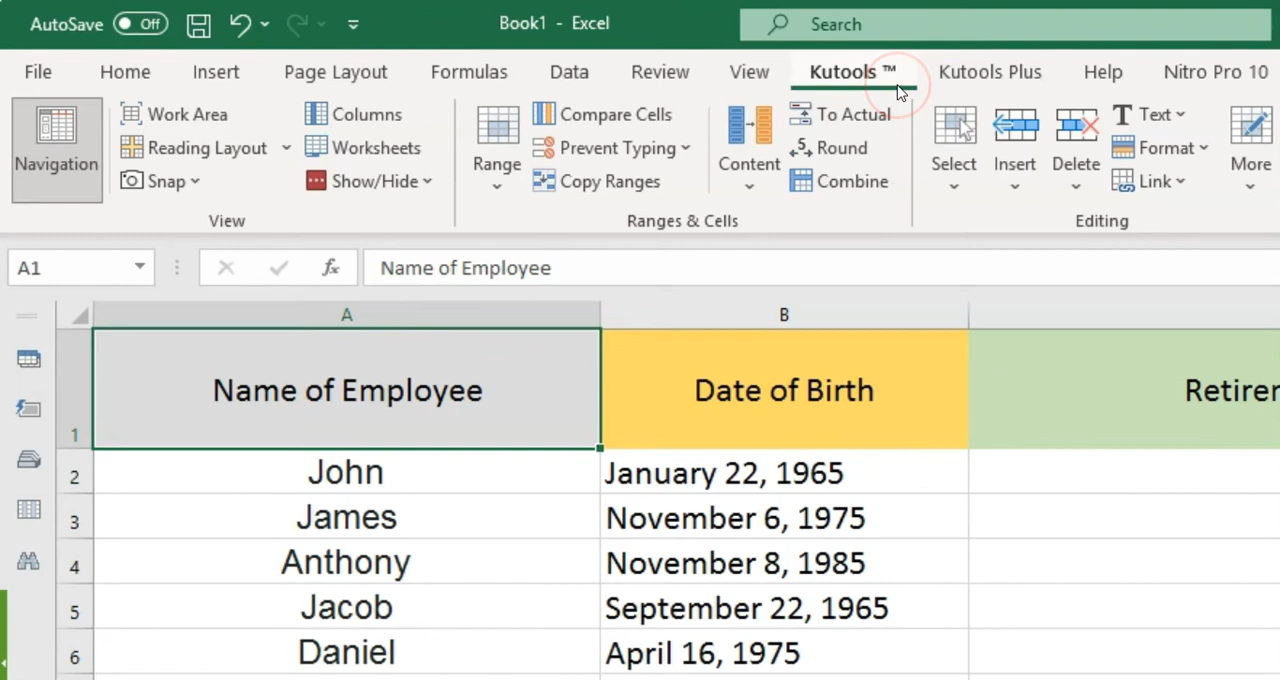 AutoSave Off Book1 - Excel Search
File Home Insert Page Layout Formulas Data Review View Kutools ™ Kutools Plus Help Nitro Pro 10
Work Area Columns Compare Cells To Actual Text
Navigation Reading Layout Worksheets Range Prevent Typing Content Round Select Insert Delete Format More
Snap Show/Hide Copy Ranges Combine Link
View Ranges & Cells Editing
A1 fx Name of Employee
A B
1 Name of Employee Date of Birth Retirer
2 John January 22, 1965
3 James November 6, 1975
4 Anthony November 8, 1985
5 Jacob September 22, 1965
6 Daniel April 16, 1975